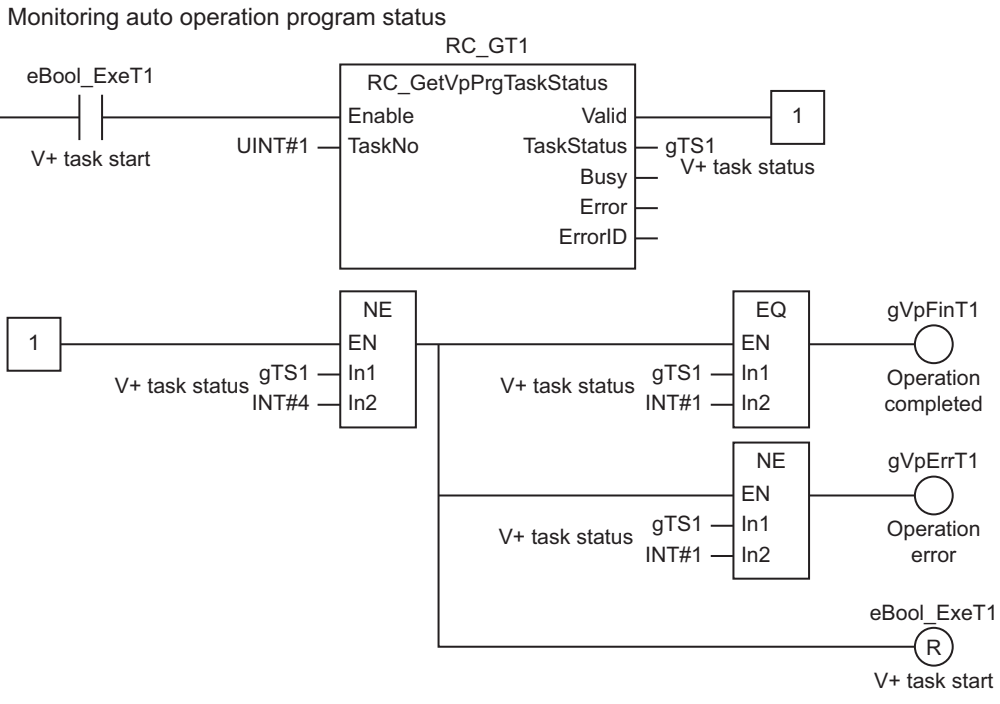 Monitoring auto operation program status
RC_GT1
eBool_ExeT1
RC_GetVpPrgTaskStatus
Enable
Valid
1
V+ task start
UINT#1
TaskNo
TaskStatus
gTS1
V+ task status
Busy
Error
ErrorID
NE
EQ
gVpFinT1
1
EN
EN
V+ task status
gTS1
In1
V+ task status
gTS1
In1
Operation
INT#4
In2
INT#1
In2
completed
NE
gVpErrT1
EN
V+ task status
gTS1
In1
Operation
INT#1
In2
error
eBool_ExeT1
R
V+ task start